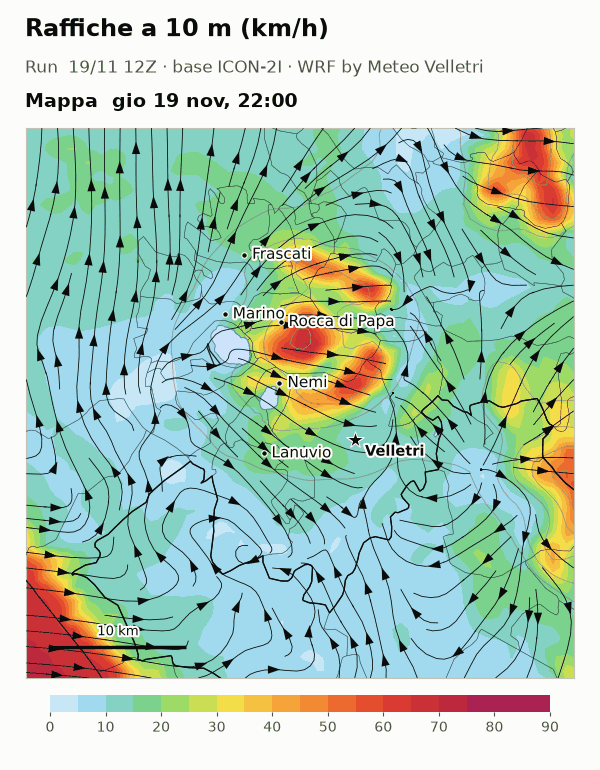 Raffiche a 10 m (km/h)
Run 19/11 12Z · base ICON-2I · WRF by Meteo Velletri
Mappa gio 19 nov, 22:00
Frascati
Marino
Rocca di Papa
Nemi
Velletri
Lanuvio
10 km
0 10 20 30 40 50 60 70 80 90